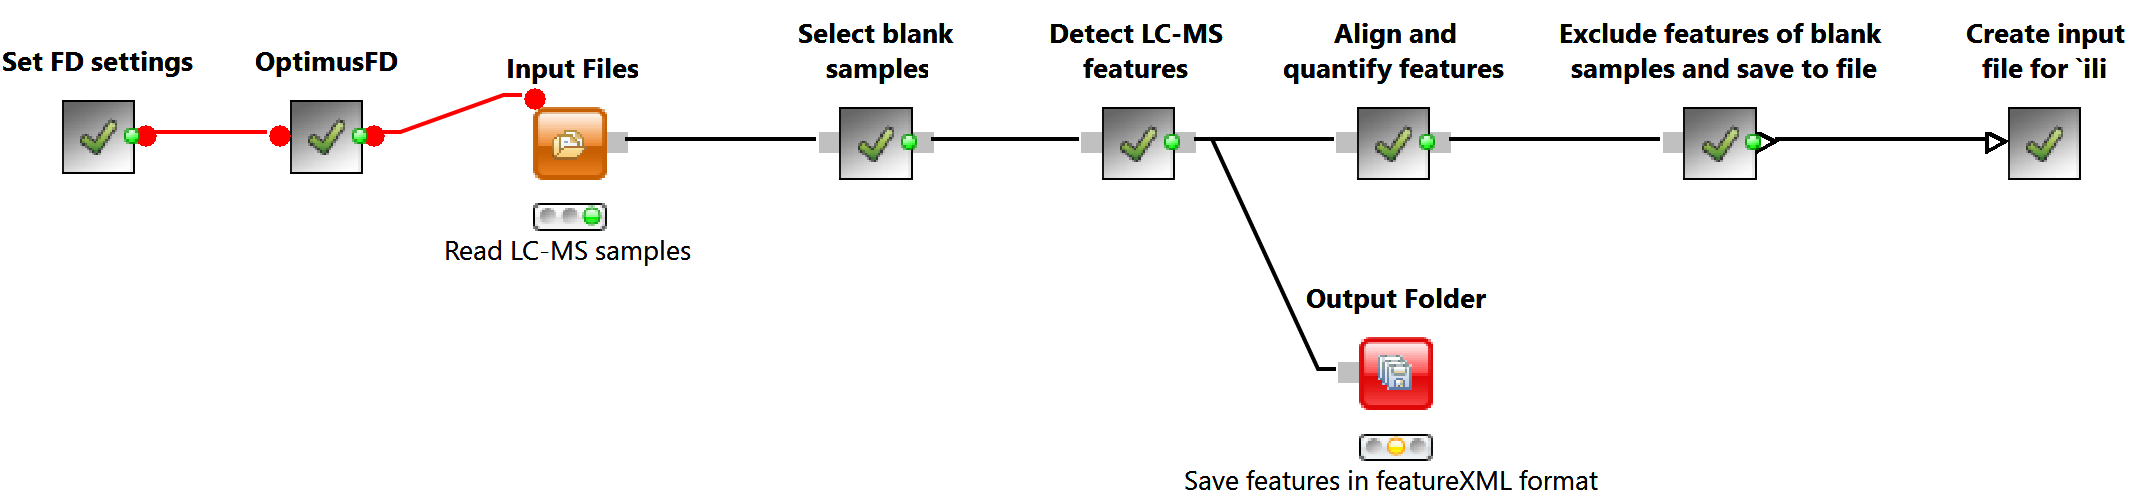 Set FD settings
OptimusFD
Input Files
Read LC-MS samples
Select blank
samples
Detect LC-MS
features
Align and
quantify features
Exclude features of blank
samples and save to file
Create input
file for `ili
Output Folder
Save features in featureXML format